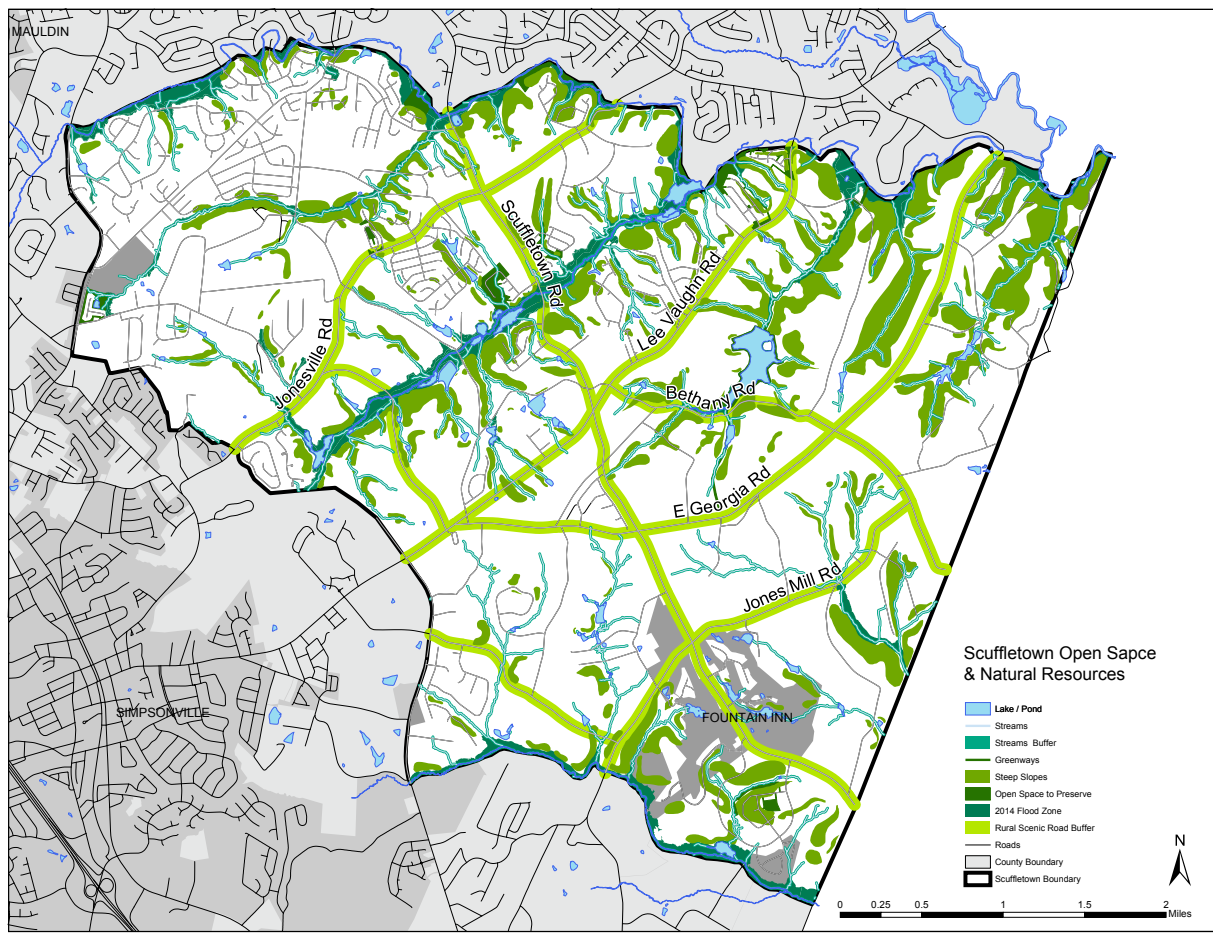 MAULDIN
Scuffletown Rd
Lee Vaughn Rd
Jonesville Rd
Bethany Rd
E Georgia Rd
Jones Mill Rd
SIMPSONVILLE
FOUNTAIN INN
Scuffletown Open Sapce
& Natural Resources
Lake / Pond
Streams
Streams Buffer
Greenways
Steep Slopes
Open Space to Preserve
2014 Flood Zone
Rural Scenic Road Buffer
Roads
County Boundary
Scuffletown Boundary
N
0 0.25 0.5 1 1.5 2
Miles